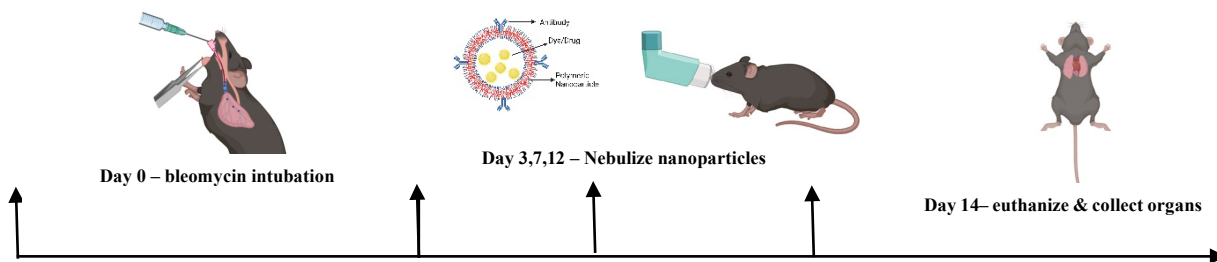 Antibody
Dye/Drug
Polymeric
Nanoparticle
Day 3,7,12 – Nebulize nanoparticles
Day 0 – bleomycin intubation
Day 14– euthanize & collect organs